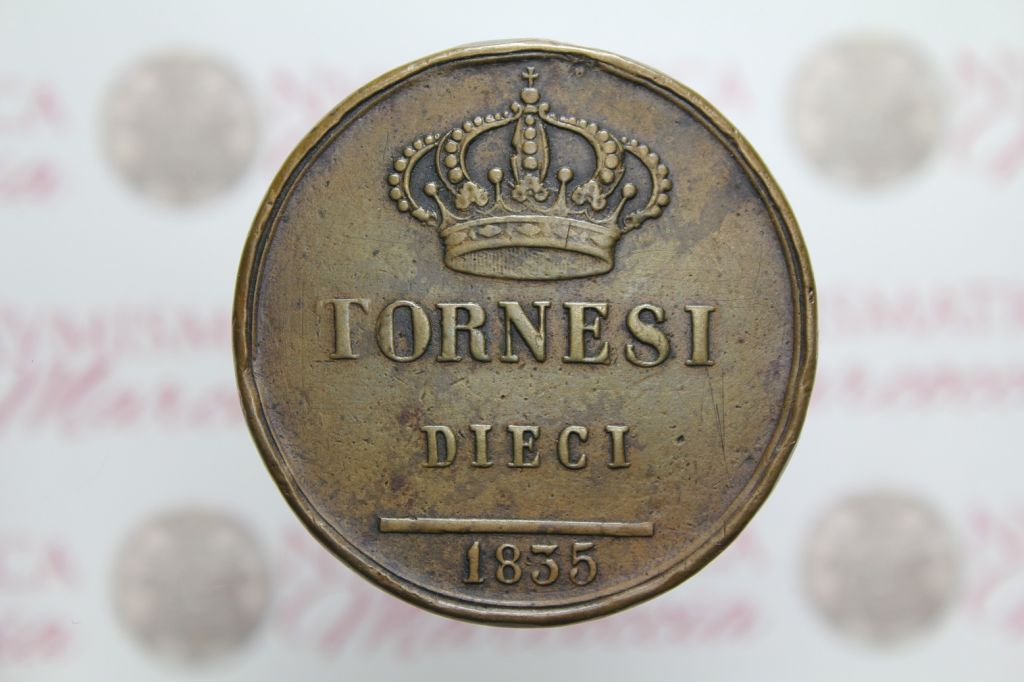 TORNESI
DIECI
1835